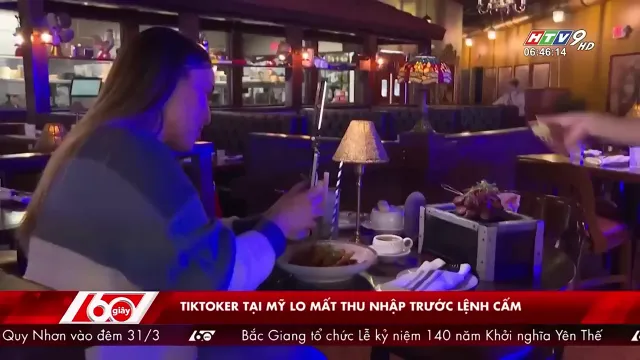 HTV9 HD
06:46:14
60 giây
TIKTOKER TẠI MỸ LO MẤT THU NHẬP TRƯỚC LỆNH CẤM
Quy Nhơn vào đêm 31/3 60 Bắc Giang tổ chức Lễ kỷ niệm 140 năm Khởi nghĩa Yên Thế